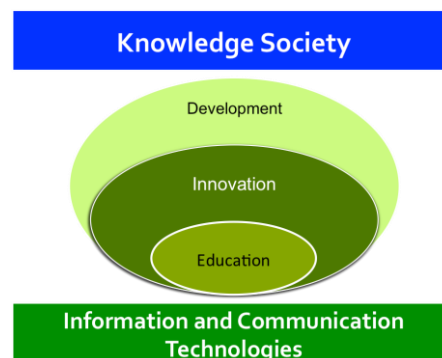 Knowledge Society
Development
Innovation
Education
Information and Communication
Technologies